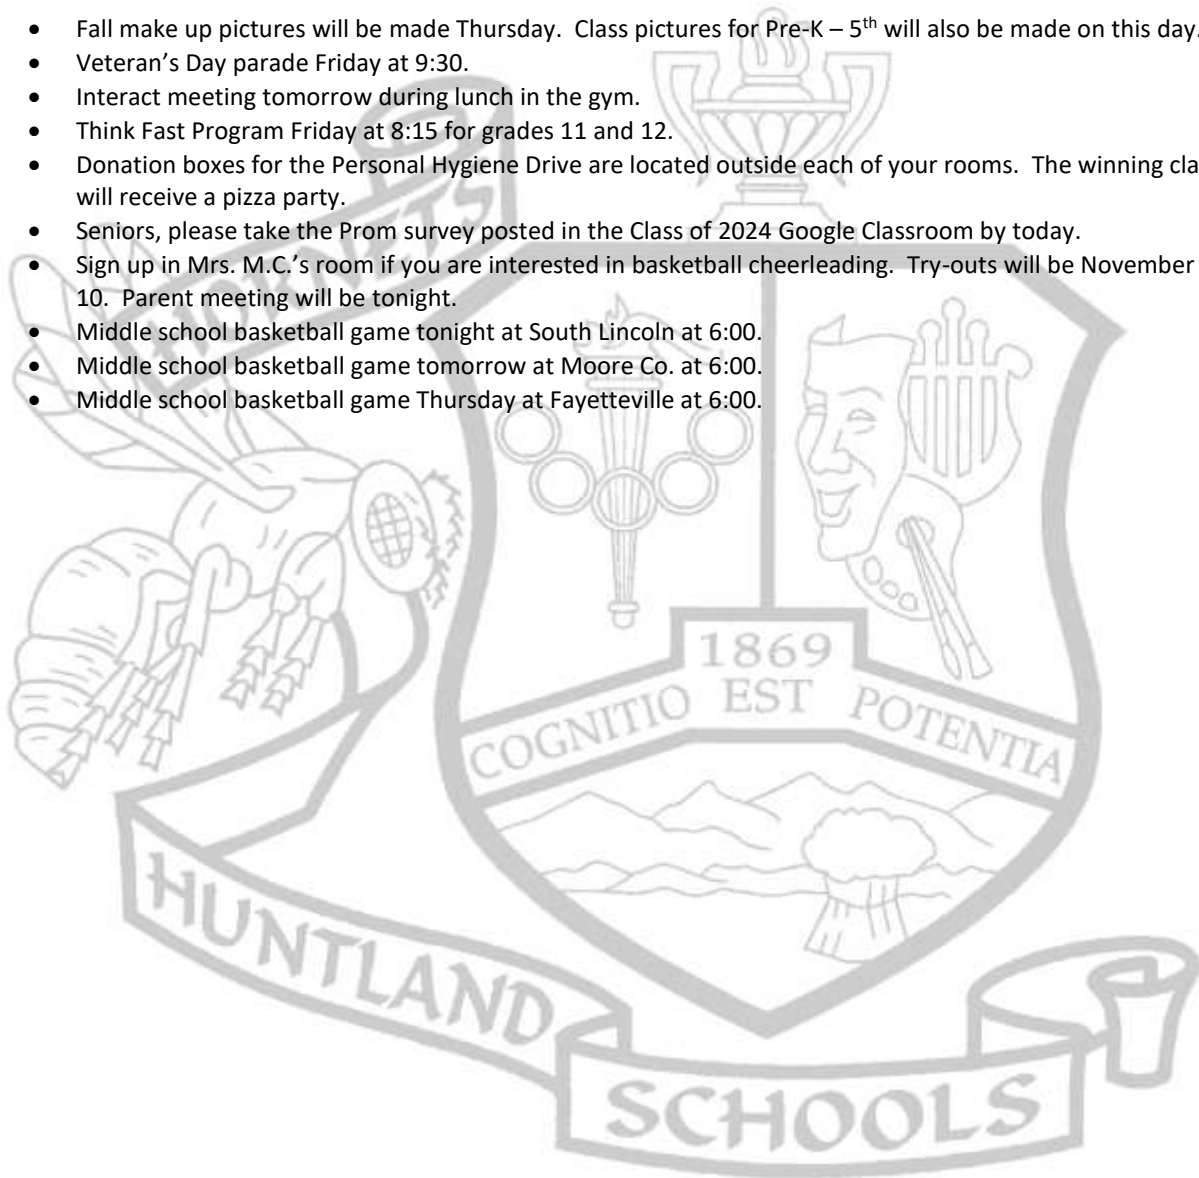 • Fall make up pictures will be made Thursday.  Class pictures for Pre-K – 5th will also be made on this day.
• Veteran's Day parade Friday at 9:30.
• Interact meeting tomorrow during lunch in the gym.
• Think Fast Program Friday at 8:15 for grades 11 and 12.
• Donation boxes for the Personal Hygiene Drive are located outside each of your rooms.  The winning cla
will receive a pizza party.
• Seniors, please take the Prom survey posted in the Class of 2024 Google Classroom by today.
• Sign up in Mrs. M.C.'s room if you are interested in basketball cheerleading.  Try-outs will be November
10.  Parent meeting will be tonight.
• Middle school basketball game tonight at South Lincoln at 6:00.
• Middle school basketball game tomorrow at Moore Co. at 6:00.
• Middle school basketball game Thursday at Fayetteville at 6:00.
HORNETS
1869
COGNITIO EST POTENTIA
HUNTLAND
SCHOOLS